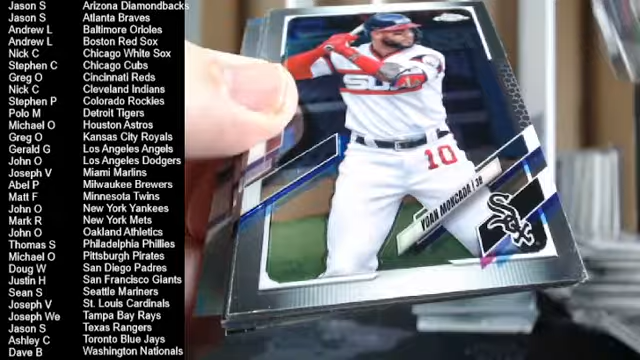 Jason S Arizona Diamondbacks
Jason S Atlanta Braves
Andrew L Baltimore Orioles
Andrew L Boston Red Sox
Nick C Chicago White Sox
Stephen C Chicago Cubs
Greg O Cincinnati Reds
Nick C Cleveland Indians
Stephen P Colorado Rockies
Polo M Detroit Tigers
Michael O Houston Astros
Greg O Kansas City Royals
Gerald G Los Angeles Angels
John O Los Angeles Dodgers
Joseph V Miami Marlins
Abel P Milwaukee Brewers
Matt F Minnesota Twins
John O New York Yankees
Mark R New York Mets
John O Oakland Athletics
Thomas S Philadelphia Phillies
Michael O Pittsburgh Pirates
Doug W San Diego Padres
Justin H San Francisco Giants
Sean S Seattle Mariners
Joseph V St. Louis Cardinals
Joseph We Tampa Bay Rays
Jason S Texas Rangers
Ashley C Toronto Blue Jays
Dave B Washington Nationals
10
YOAN MONCADA | 3B
Sox